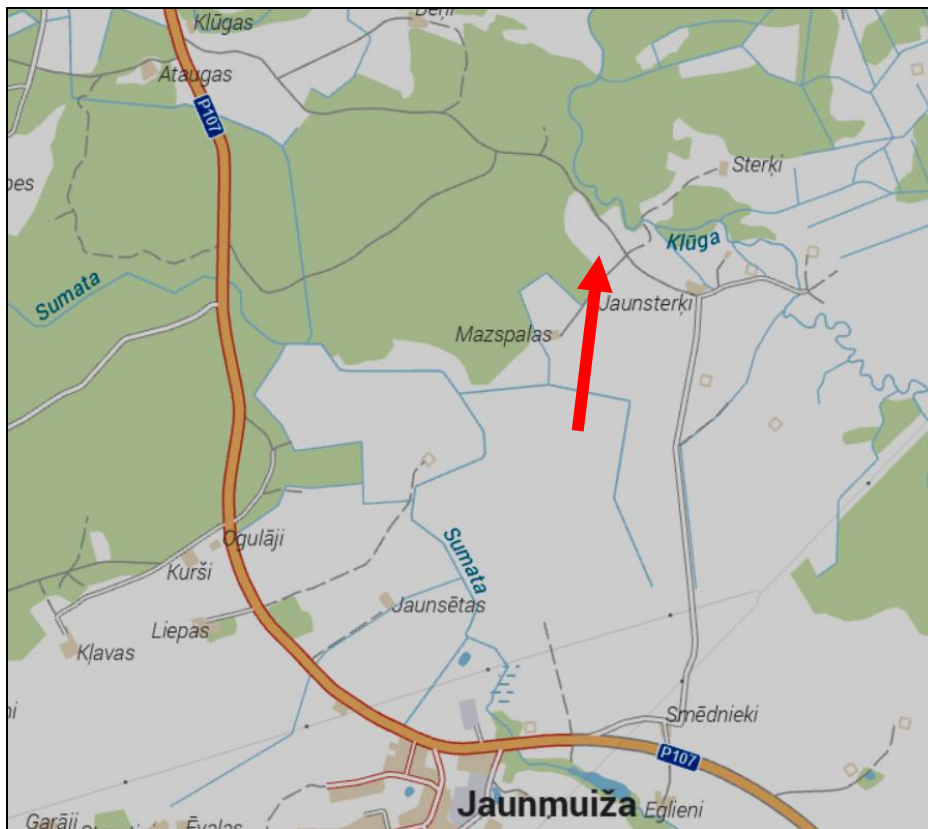 Klūgas
Ataugas
P107
Sterķi
Klūga
Sumata
Jaunsterķi
Mazspalas
Ogulāji
Sumata
Kurši
Jaunsētas
Liepas
Kļavas
Smēdnieki
P107
Jaunmuiža
Eglieni
Garāji
Ēvalas